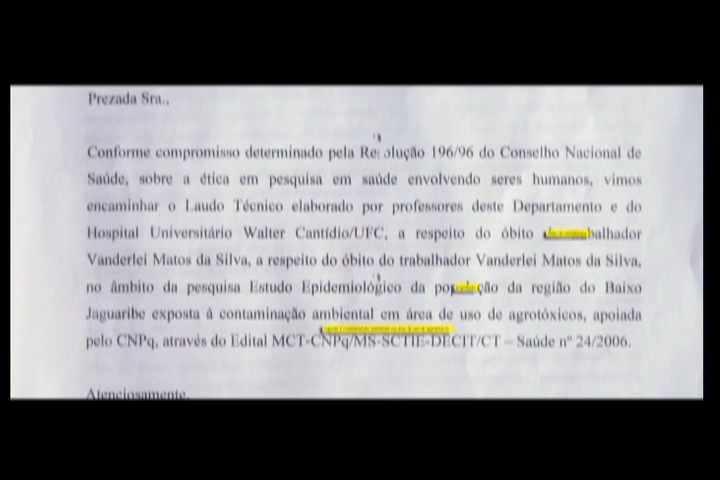 Prezada Sra.,
Conforme compromisso determinado pela Resolução 196/96 do Conselho Nacional de
Saúde, sobre a ética em pesquisa em saúde envolvendo seres humanos, vimos
encaminhar o Laudo Técnico elaborado por professores deste Departamento e do
Hospital Universitário Walter Cantídio/UFC, a respeito do óbito
Vanderlei Matos da Silva, a respeito do óbito do trabalhador Vanderlei Matos da Silva,
no âmbito da pesquisa Estudo Epidemiológico da população da região do Baixo
Jaguaribe exposta à contaminação ambiental em área de uso de agrotóxicos, apoiada
pelo CNPq, através do Edital MCT-CNPq/MS-SCTIE-DECIT/CT – Saúde nº 24/2006.
Atenciosamente,